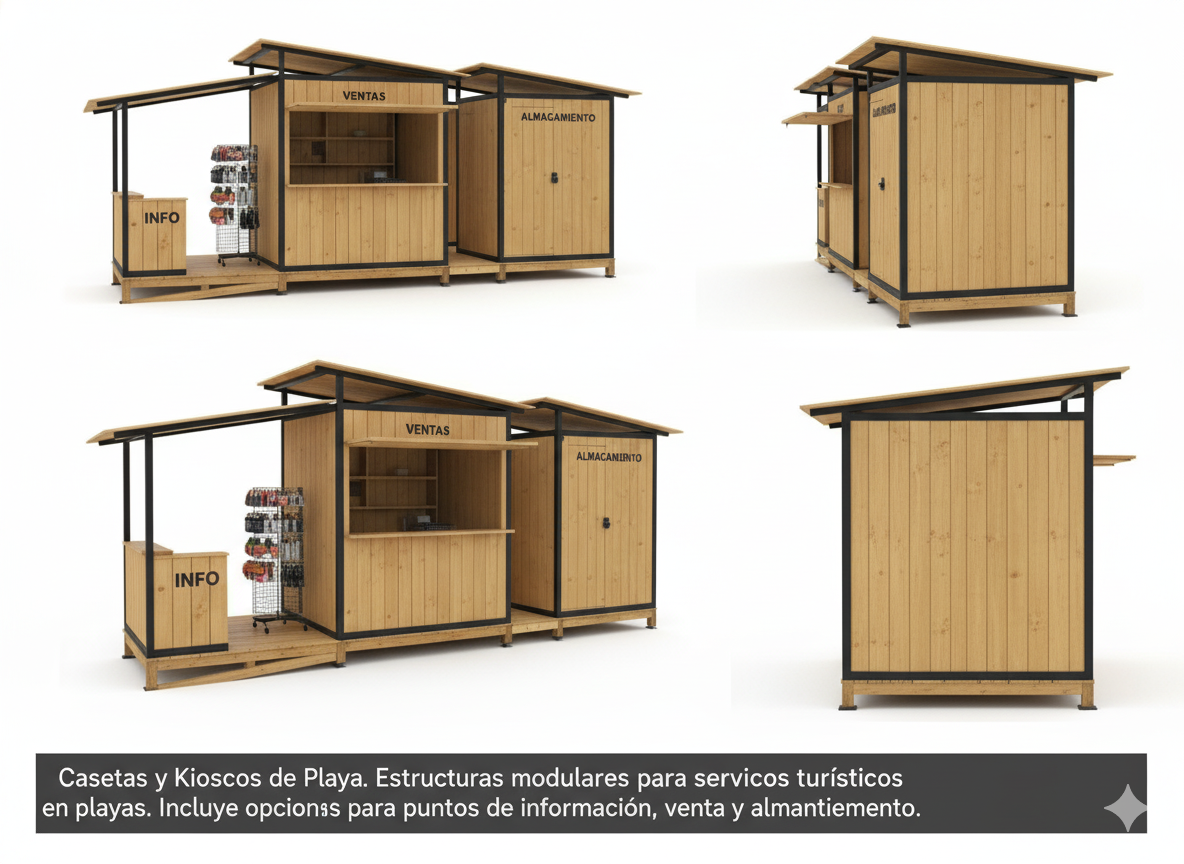 VENTAS
ALMAGAMIENTO
INFO
VENTAS
INFO
Casetas y Kioscos de Playa. Estructuras modulares para servicos turísticos
en playas. Incluye opcionss para puntos de información, venta y almantiemento.